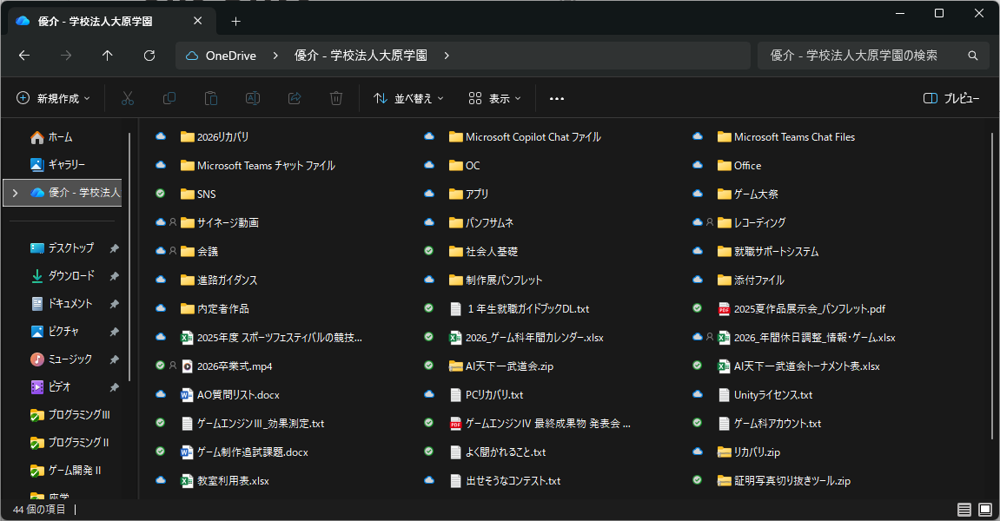 優介 - 学校法人大原学園
OneDrive
優介 - 学校法人大原学園
優介 - 学校法人大原学園の検索
新規作成
並べ替え
表示
プレビュー
ホーム
ギャラリー
優介 - 学校法人
デスクトップ
ダウンロード
ドキュメント
ピクチャ
ミュージック
ビデオ
プログラミングⅢ
プログラミングⅡ
ゲーム開発Ⅱ
座学
2026リカバリ
Microsoft Copilot Chat ファイル
Microsoft Teams Chat Files
Microsoft Teams チャット ファイル
OC
Office
SNS
アプリ
ゲーム大祭
サイネージ動画
パンフサムネ
レコーディング
会議
社会人基礎
就職サポートシステム
進路ガイダンス
制作展パンフレット
添付ファイル
内定者作品
１年生就職ガイドブックDL.txt
2025夏作品展示会_パンフレット.pdf
2025年度 スポーツフェスティバルの競技...
2026_ゲーム科年間カレンダー.xlsx
2026_年間休日調整_情報・ゲーム.xlsx
2026卒業式.mp4
AI天下一武道会.zip
AI天下一武道会トーナメント表.xlsx
AO質問リスト.docx
PCリカバリ.txt
Unityライセンス.txt
ゲームエンジンⅢ_効果測定.txt
ゲームエンジンⅣ 最終成果物 発表会 ...
ゲーム科アカウント.txt
ゲーム制作追試課題.docx
よく聞かれること.txt
リカバリ.zip
教室利用表.xlsx
出せそうなコンテスト.txt
証明写真切り抜きツール.zip
44 個の項目